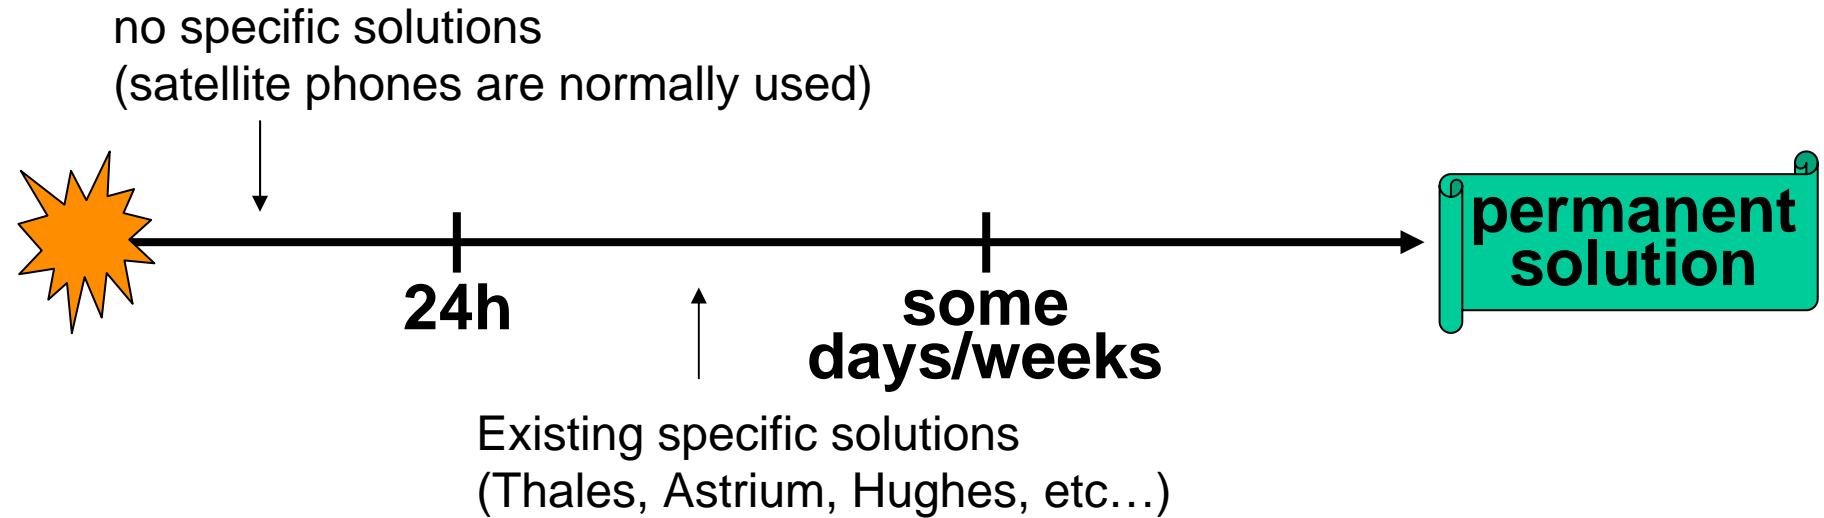 no specific solutions
(satellite phones are normally used)
permanent
solution
24h
some
days/weeks
Existing specific solutions
(Thales, Astrium, Hughes, etc…)